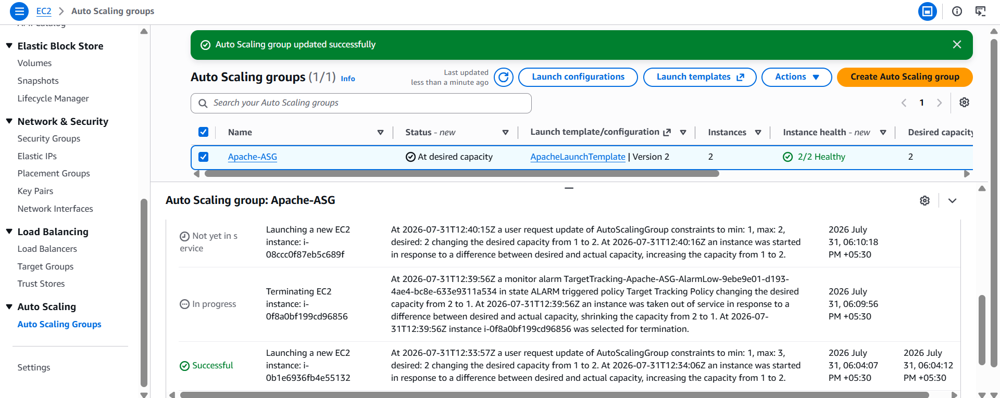 EC2 > Auto Scaling groups
AMI Catalog
Elastic Block Store
Volumes
Snapshots
Lifecycle Manager
Network & Security
Security Groups
Elastic IPs
Placement Groups
Key Pairs
Network Interfaces
Load Balancing
Load Balancers
Target Groups
Trust Stores
Auto Scaling
Auto Scaling Groups
Settings
Auto Scaling group updated successfully
Auto Scaling groups (1/1) Info
Last updated
less than a minute ago
Launch configurations
Launch templates
Actions
Create Auto Scaling group
Search your Auto Scaling groups
1
Name Status - new Launch template/configuration Instances Instance health - new Desired capacity
Apache-ASG At desired capacity ApacheLaunchTemplate | Version 2 2 2/2 Healthy 2
Auto Scaling group: Apache-ASG
Not yet in s
ervice
Launching a new EC2
instance: i-
08ccc0f87eb5c689f
At 2026-07-31T12:40:15Z a user request update of AutoScalingGroup constraints to min: 1, max: 2,
desired: 2 changing the desired capacity from 1 to 2. At 2026-07-31T12:40:16Z an instance was started
in response to a difference between desired and actual capacity, increasing the capacity from 1 to 2.
2026 July
31, 06:10:18
PM +05:30
In progress
Terminating EC2
instance: i-
0f8a0bf199cd96856
At 2026-07-31T12:39:56Z a monitor alarm TargetTracking-Apache-ASG-AlarmLow-9ebe9e01-d193-
4ae4-bc8e-633e9311a534 in state ALARM triggered policy Target Tracking Policy changing the desired
capacity from 2 to 1. At 2026-07-31T12:39:56Z an instance was taken out of service in response to a
difference between desired and actual capacity, shrinking the capacity from 2 to 1. At 2026-07-
31T12:39:56Z instance i-0f8a0bf199cd96856 was selected for termination.
2026 July
31, 06:09:56
PM +05:30
Successful
Launching a new EC2
instance: i-
0b1e6936fb4e55132
At 2026-07-31T12:33:57Z a user request update of AutoScalingGroup constraints to min: 1, max: 3,
desired: 2 changing the desired capacity from 1 to 2. At 2026-07-31T12:34:06Z an instance was started
in response to a difference between desired and actual capacity, increasing the capacity from 1 to 2.
2026 July
31, 06:04:07
PM +05:30
2026 July
31, 06:04:12
PM +05:30